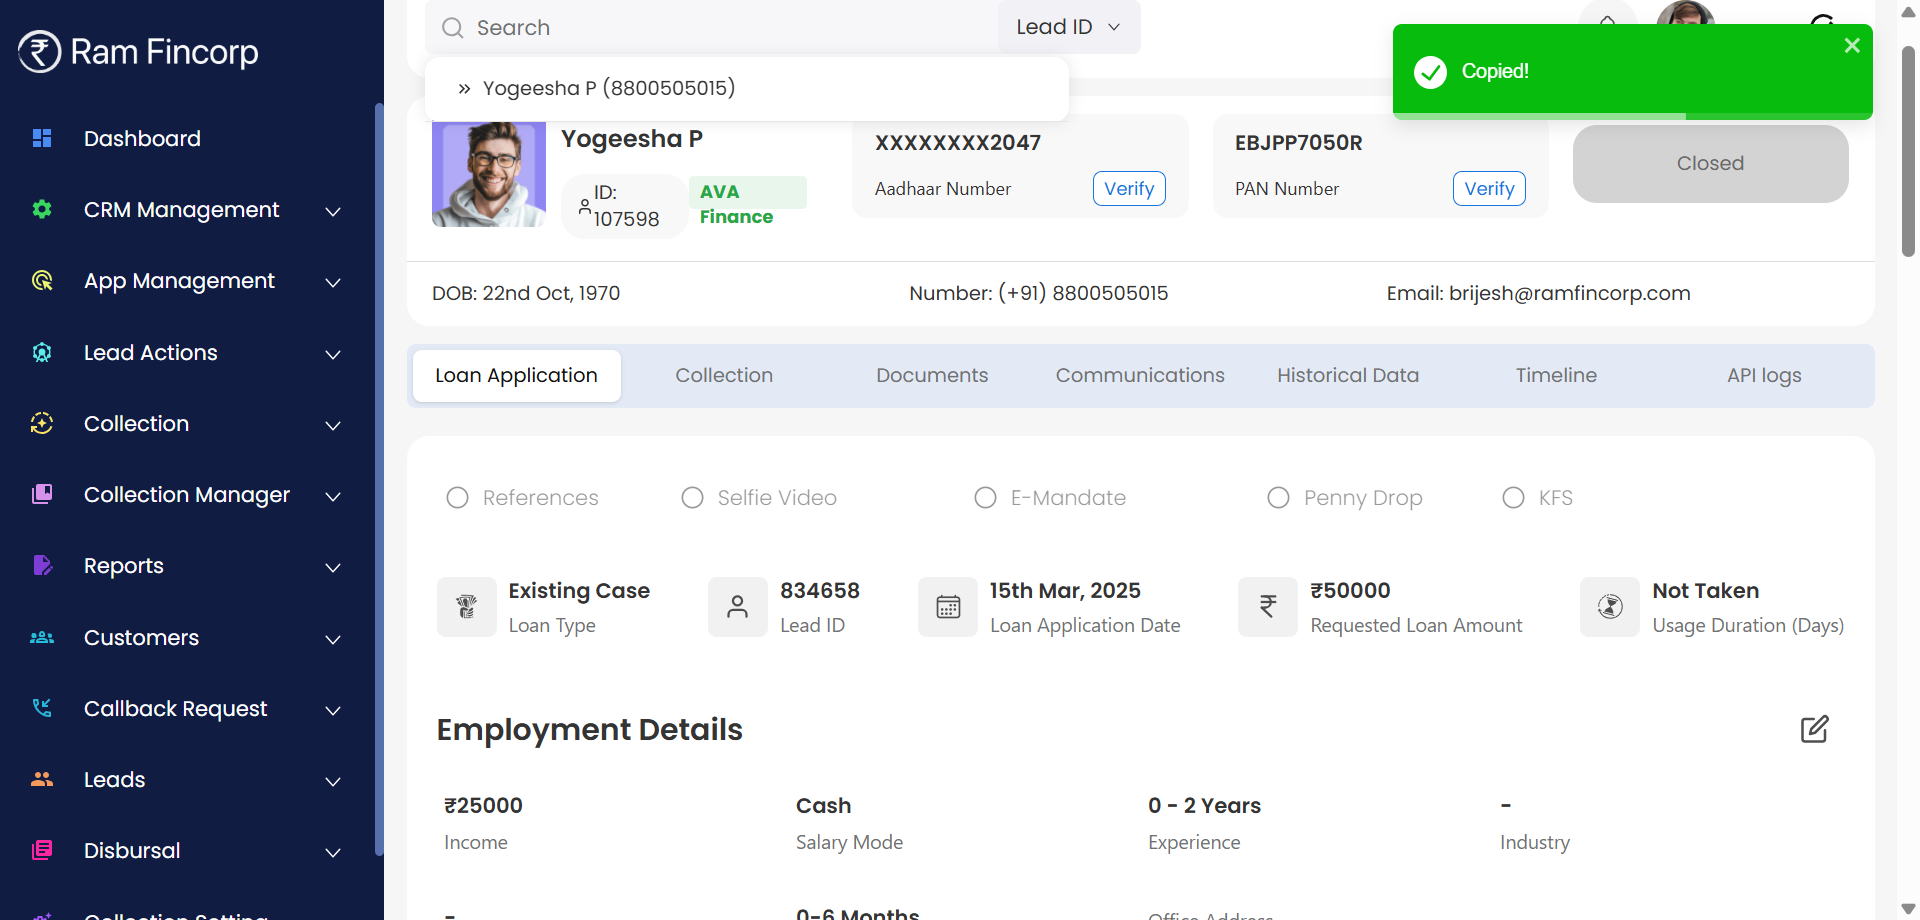 Ram Fincorp
Dashboard
CRM Management
App Management
Lead Actions
Collection
Collection Manager
Reports
Customers
Callback Request
Leads
Disbursal
Collection Setting
Search
Lead ID
» Yogeesha P (8800505015)
Copied!
Yogeesha P
ID:
107598
AVA
Finance
XXXXXXXX2047
Aadhaar Number
Verify
EBJPP7050R
PAN Number
Verify
Closed
DOB: 22nd Oct, 1970
Number: (+91) 8800505015
Email: brijesh@ramfincorp.com
Loan Application
Collection
Documents
Communications
Historical Data
Timeline
API logs
References
Selfie Video
E-Mandate
Penny Drop
KFS
Existing Case
Loan Type
834658
Lead ID
15th Mar, 2025
Loan Application Date
₹50000
Requested Loan Amount
Not Taken
Usage Duration (Days)
Employment Details
₹25000
Income
Cash
Salary Mode
0 - 2 Years
Experience
-
Industry
-
0-6 Months
Office Address